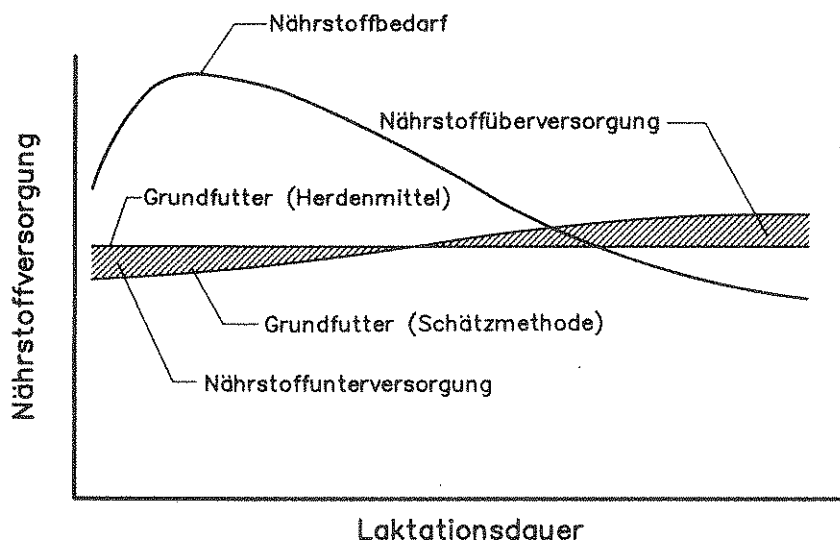 Nährstoffbedarf
Nährstoffüberversorgung
Grundfutter (Herdenmittel)
Grundfutter (Schätzmethode)
Nährstoffunterversorgung
Nährstoffversorgung
Laktationsdauer